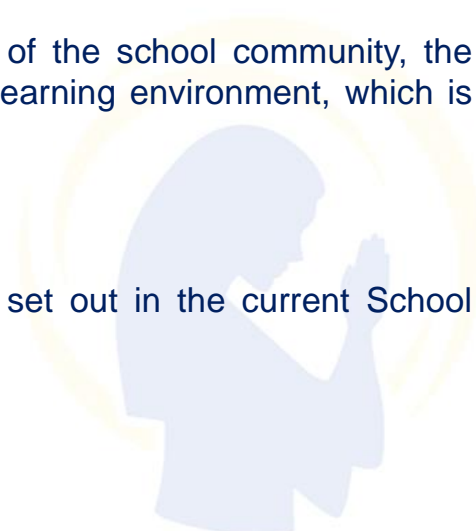 of the school community, the
earning environment, which is
set out in the current School